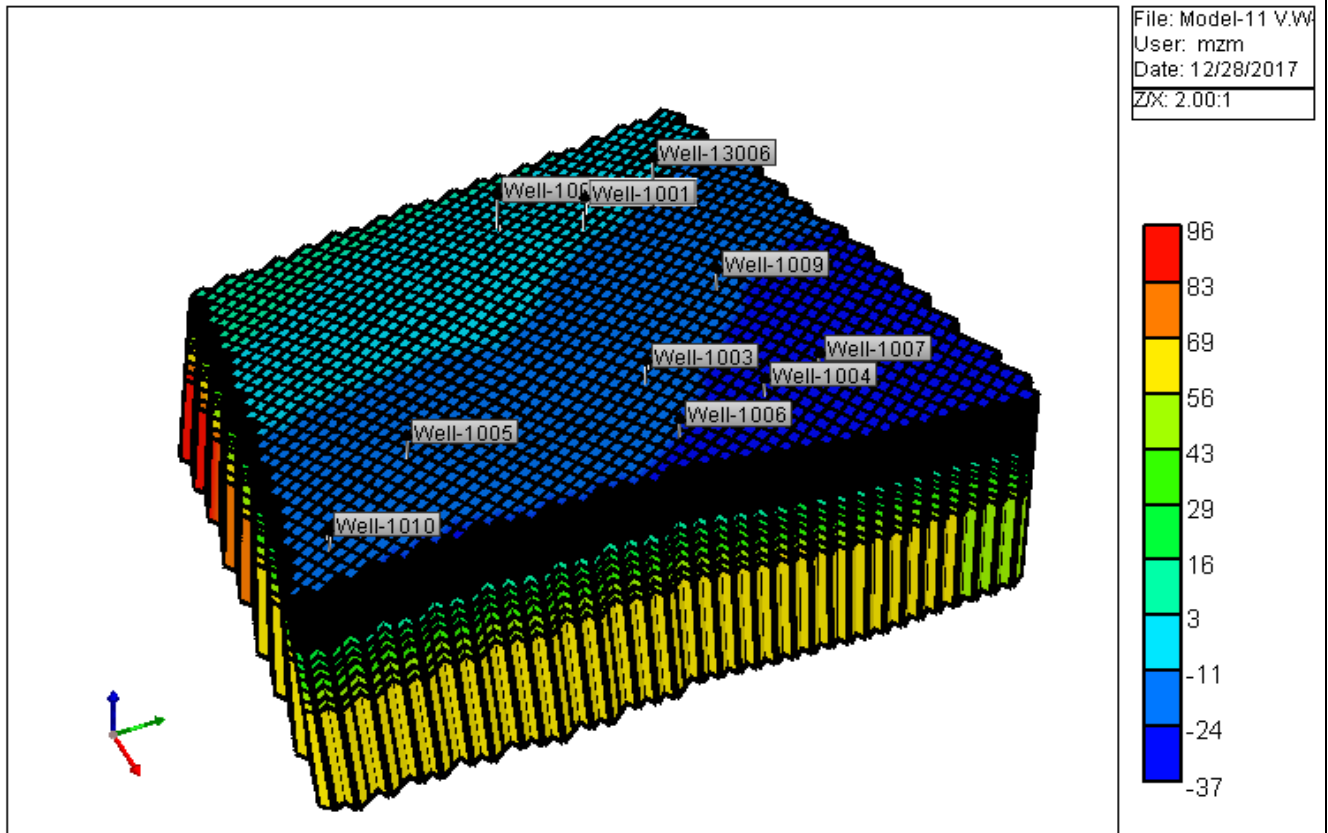 File: Model-11 V.W
User: mzm
Date: 12/28/2017
Z/X: 2.00:1
Well-13006
Well-1001
Well-1009
Well-1003
Well-1007
Well-1004
Well-1006
Well-1005
Well-1010
96
83
69
56
43
29
16
3
-11
-24
-37